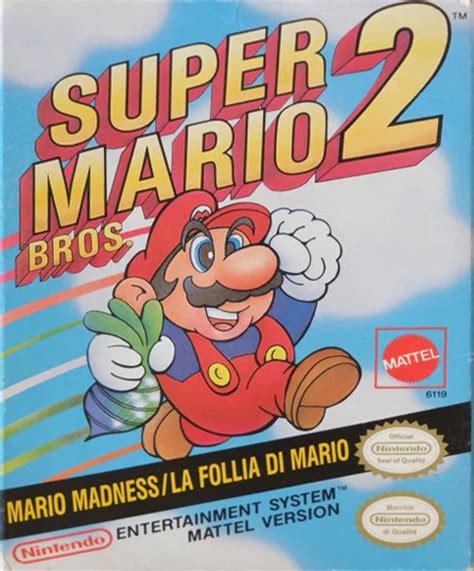 SUPER
MARIO 2
BROS.
TM
MATTEL
6119
MARIO MADNESS/LA FOLLIA DI MARIO
Official
Nintendo
Seal of Quality
Nintendo
ENTERTAINMENT SYSTEM™
MATTEL VERSION
Marchio
Nintendo
di Qualità